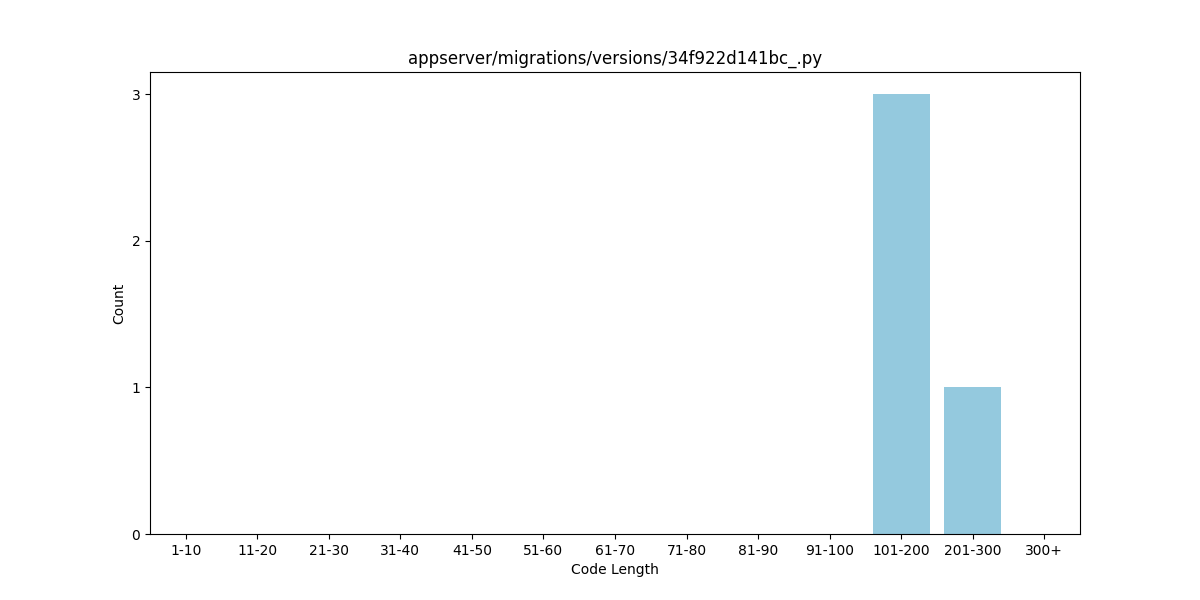 appserver/migrations/versions/34f922d141bc_.py
3
2
1
0
Count
1-10 11-20 21-30 31-40 41-50 51-60 61-70 71-80 81-90 91-100 101-200 201-300 300+
Code Length